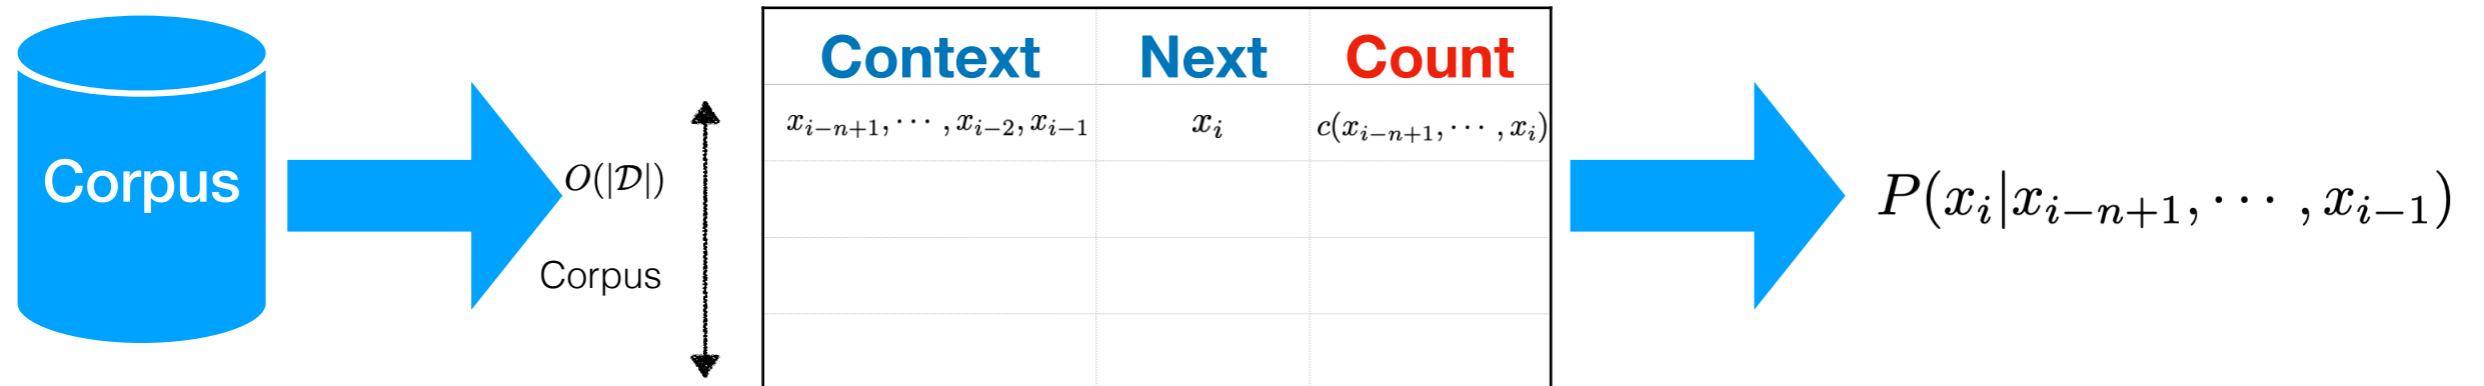 Corpus
O(|𝒟|)
Corpus
Context Next Count
x_{i-n+1}, ⋯ , x_{i-2}, x_{i-1} x_i c(x_{i-n+1}, ⋯ , x_i)
P(x_i|x_{i-n+1}, ⋯ , x_{i-1})